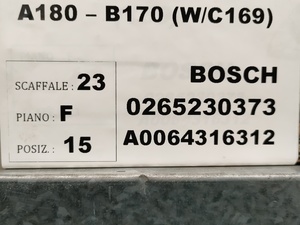 A180 – B170 (W/C169)
SCAFFALE: 23
PIANO: F
POSIZ.: 15
BOSCH
0265230373
A0064316312